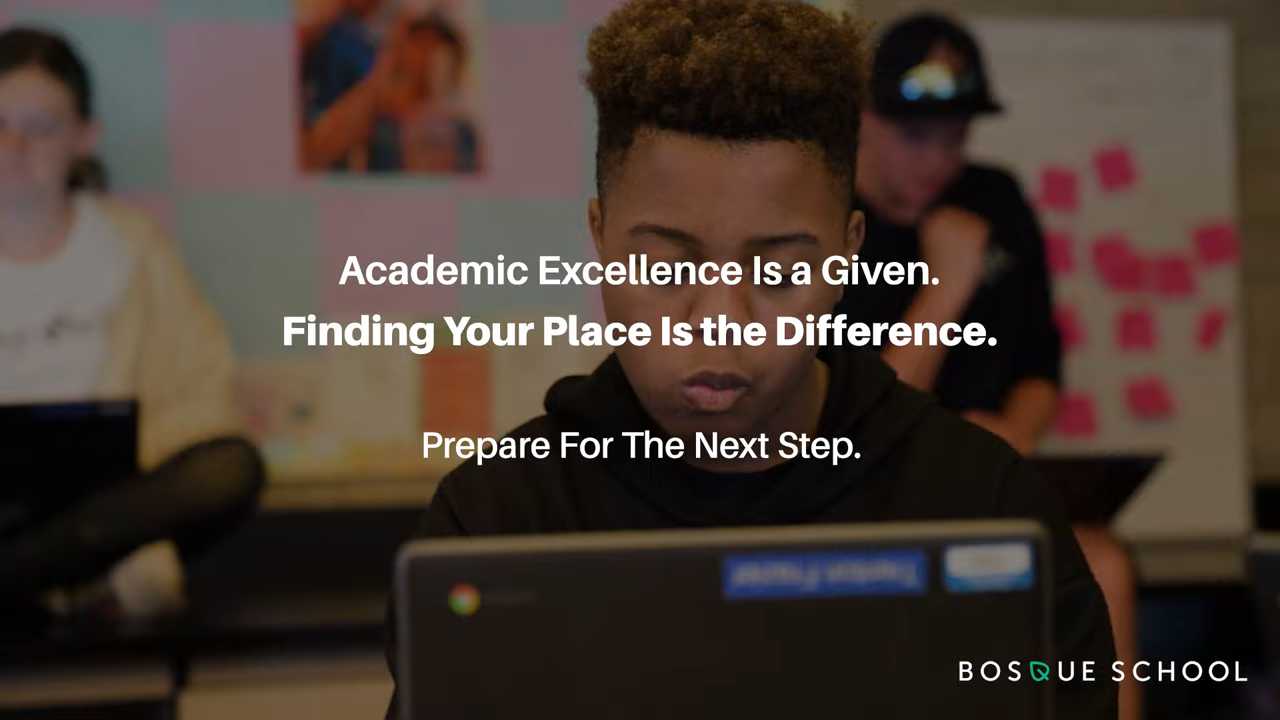 Academic Excellence Is a Given.
Finding Your Place Is the Difference.
Prepare For The Next Step.
BOSQUE SCHOOL